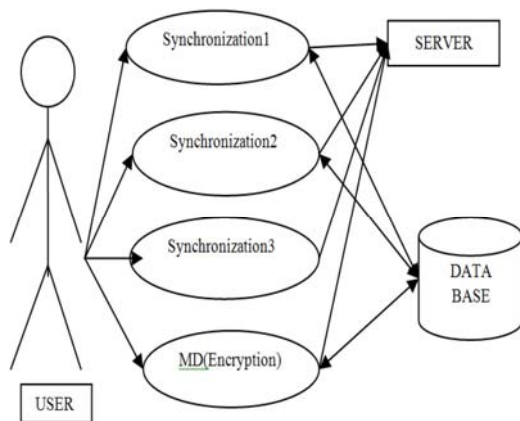 Synchronization1
SERVER
Synchronization2
Synchronization3
DATA
BASE
MD(Encryption)
USER